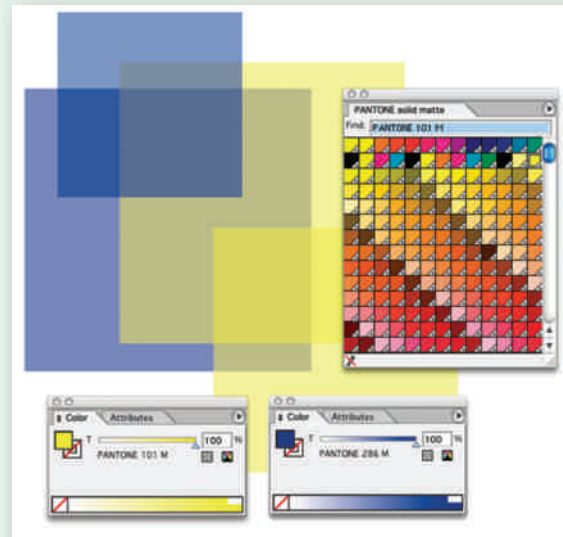 PANTONE solid matte
Find: PANTONE 101 M
Color Attributes
T 100 %
PANTONE 101 M
Color Attributes
T 100 %
PANTONE 286 M